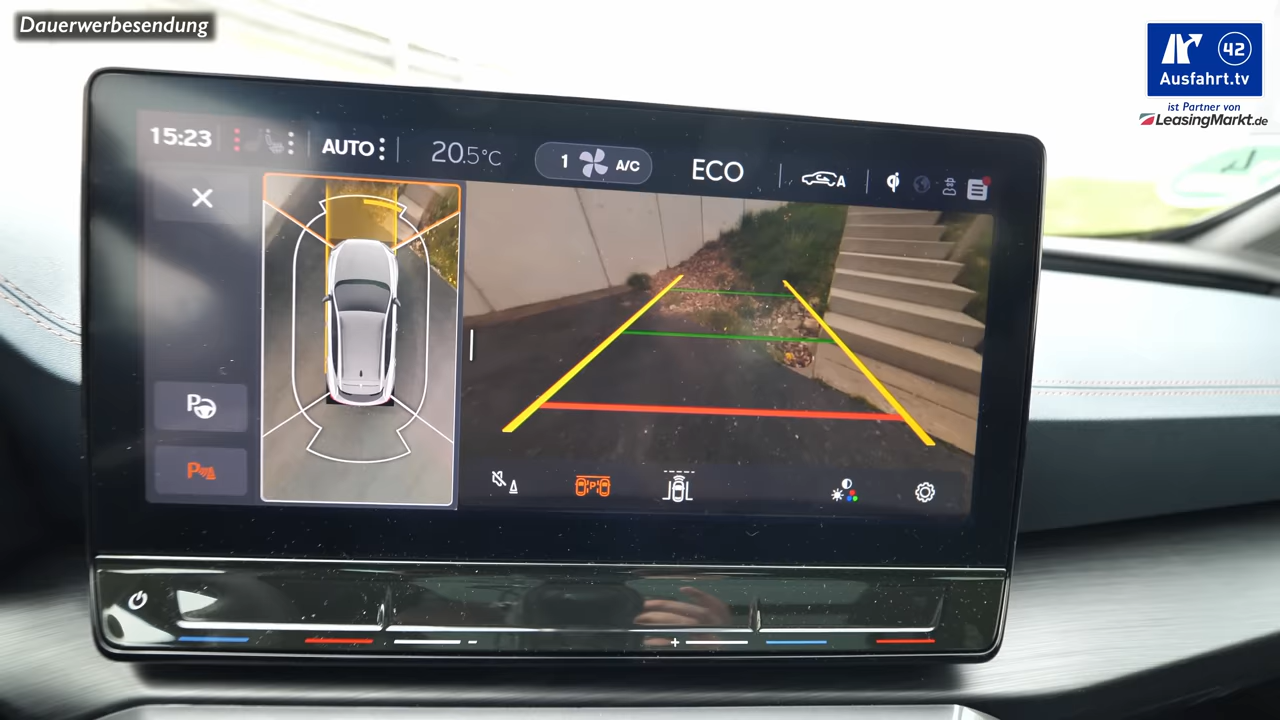 Dauerwerbesendung
42
Ausfahrt.tv
ist Partner von
LeasingMarkt.de
15:23
AUTO
20.5°C
1
A/C
ECO
A
P
P
P
- +